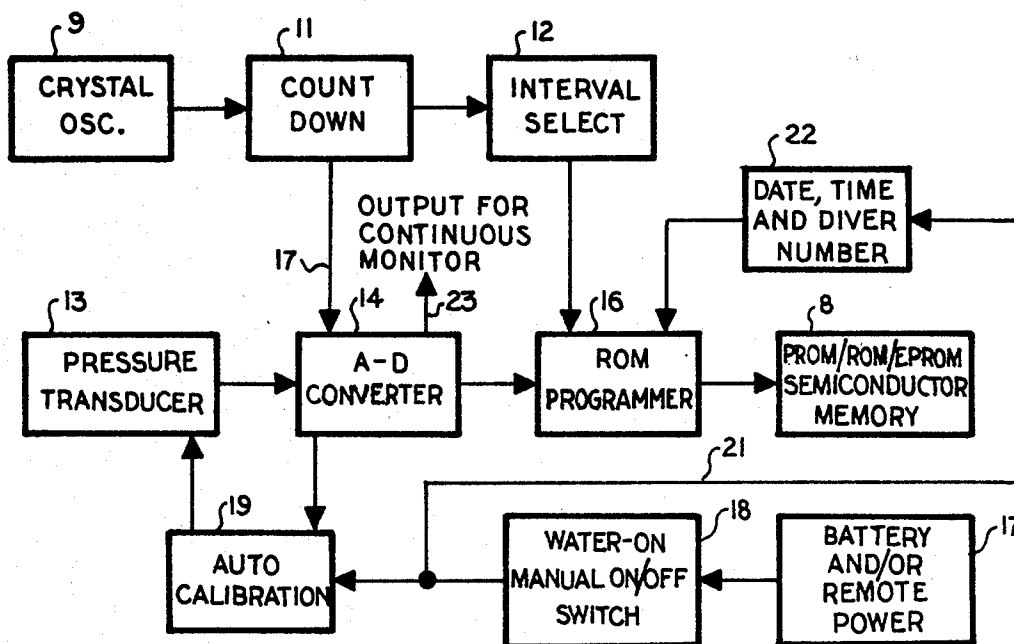 9
CRYSTAL
OSC.
11
COUNT
DOWN
12
INTERVAL
SELECT
22
DATE, TIME
AND DIVER
NUMBER
OUTPUT FOR
CONTINUOUS
MONITOR
17
23
13
PRESSURE
TRANSDUCER
14
A-D
CONVERTER
16
ROM
PROGRAMMER
8
PROM/ROM/EPROM
SEMICONDUCTOR
MEMORY
21
19
AUTO
CALIBRATION
18
WATER-ON
MANUAL ON/OFF
SWITCH
17
BATTERY
AND/OR
REMOTE
POWER